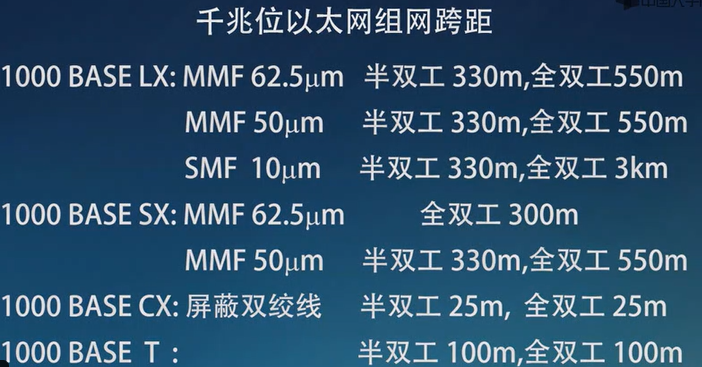 千兆位以太网组网跨距
1000 BASE LX: MMF 62.5μm 半双工 330m,全双工550m
MMF 50μm 半双工 330m,全双工 550m
SMF 10μm 半双工 330m,全双工 3km
1000 BASE SX: MMF 62.5μm 全双工 300m
MMF 50μm 半双工 330m,全双工 550m
1000 BASE CX: 屏蔽双绞线 半双工 25m, 全双工 25m
1000 BASE T : 半双工 100m,全双工 100m